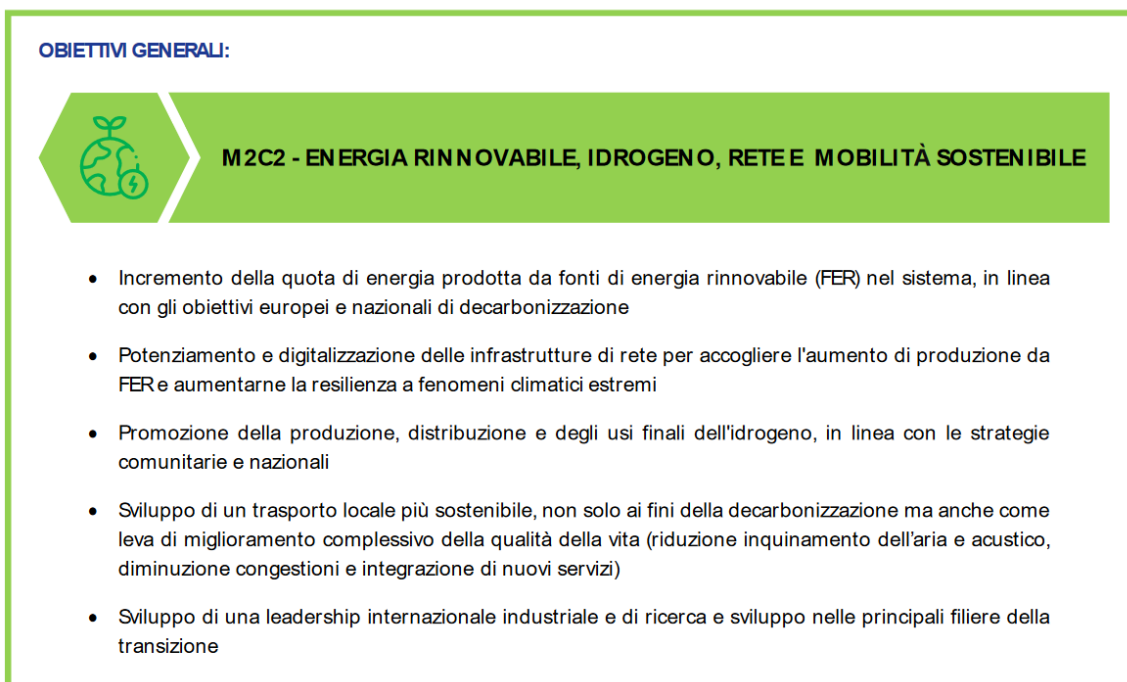 OBIETTIVI GENERALI:
M2C2 - ENERGIA RINNOVABILE, IDROGENO, RETE E MOBILITÀ SOSTENIBILE
• Incremento della quota di energia prodotta da fonti di energia rinnovabile (FER) nel sistema, in linea
con gli obiettivi europei e nazionali di decarbonizzazione
• Potenziamento e digitalizzazione delle infrastrutture di rete per accogliere l'aumento di produzione da
FER e aumentarne la resilienza a fenomeni climatici estremi
• Promozione della produzione, distribuzione e degli usi finali dell'idrogeno, in linea con le strategie
comunitarie e nazionali
• Sviluppo di un trasporto locale più sostenibile, non solo ai fini della decarbonizzazione ma anche come
leva di miglioramento complessivo della qualità della vita (riduzione inquinamento dell’aria e acustico,
diminuzione congestioni e integrazione di nuovi servizi)
• Sviluppo di una leadership internazionale industriale e di ricerca e sviluppo nelle principali filiere della
transizione